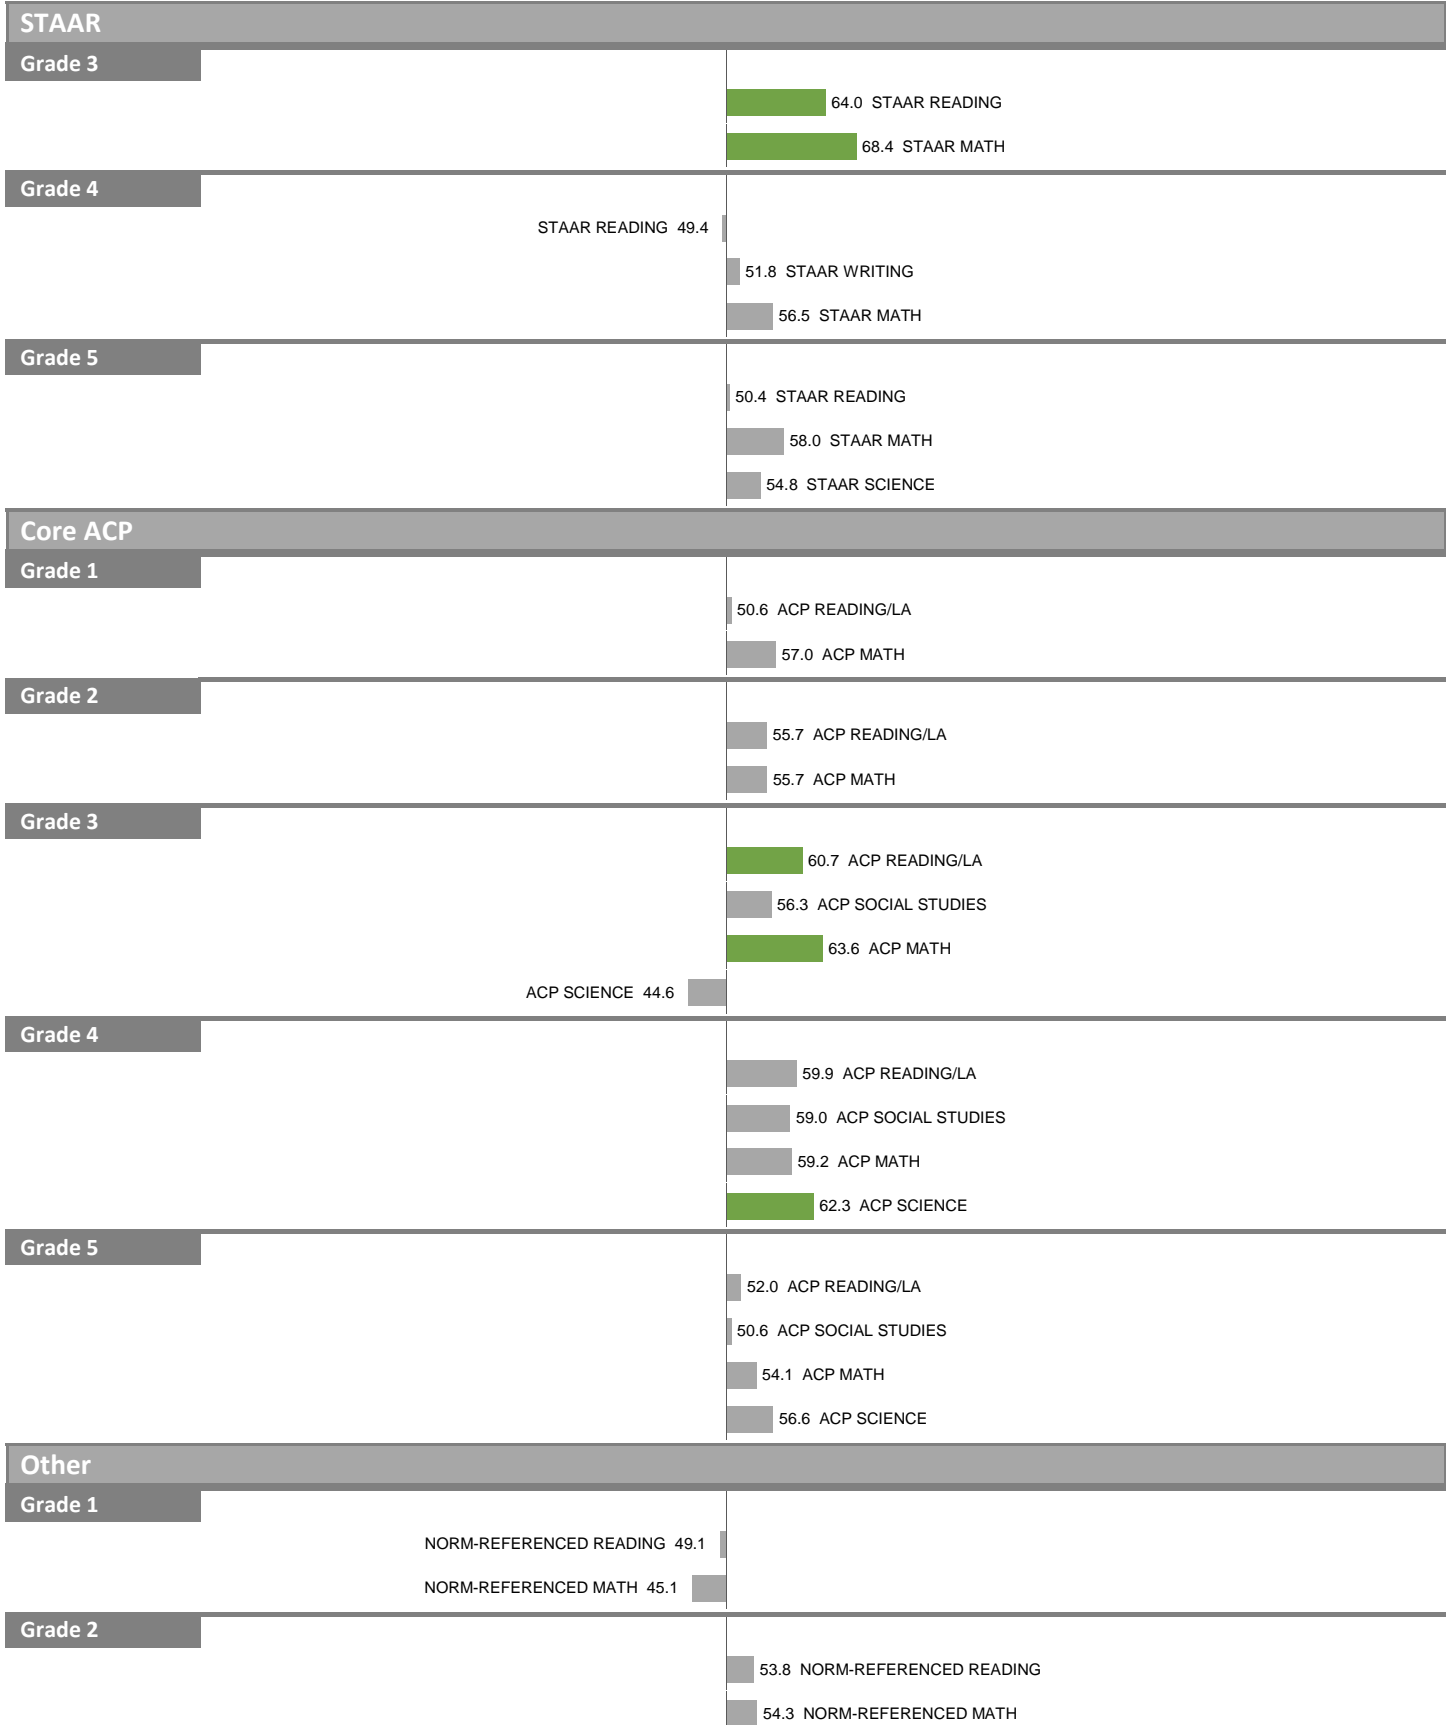 STAAR
Grade 3
64.0 STAAR READING
68.4 STAAR MATH
Grade 4
STAAR READING 49.4
51.8 STAAR WRITING
56.5 STAAR MATH
Grade 5
50.4 STAAR READING
58.0 STAAR MATH
54.8 STAAR SCIENCE
Core ACP
Grade 1
50.6 ACP READING/LA
57.0 ACP MATH
Grade 2
55.7 ACP READING/LA
55.7 ACP MATH
Grade 3
60.7 ACP READING/LA
56.3 ACP SOCIAL STUDIES
63.6 ACP MATH
ACP SCIENCE 44.6
Grade 4
59.9 ACP READING/LA
59.0 ACP SOCIAL STUDIES
59.2 ACP MATH
62.3 ACP SCIENCE
Grade 5
52.0 ACP READING/LA
50.6 ACP SOCIAL STUDIES
54.1 ACP MATH
56.6 ACP SCIENCE
Other
Grade 1
NORM-REFERENCED READING 49.1
NORM-REFERENCED MATH 45.1
Grade 2
53.8 NORM-REFERENCED READING
54.3 NORM-REFERENCED MATH